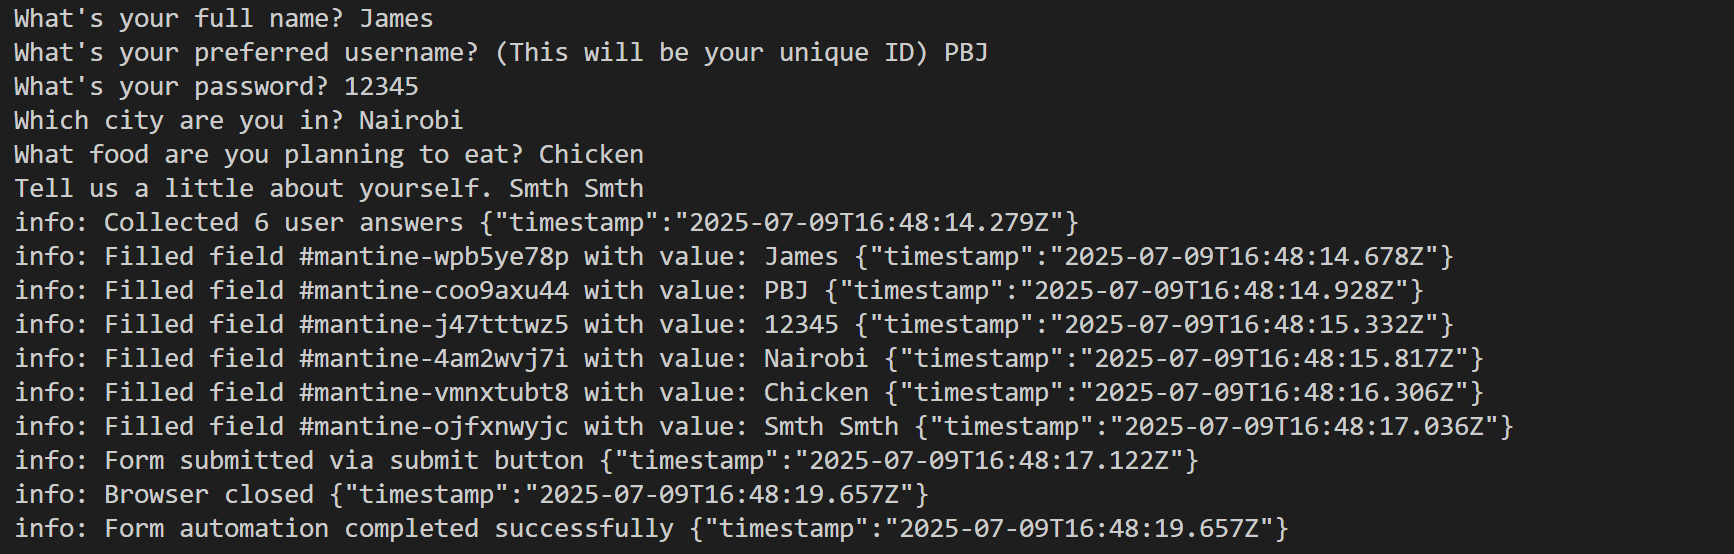 What's your full name? James
What's your preferred username? (This will be your unique ID) PBJ
What's your password? 12345
Which city are you in? Nairobi
What food are you planning to eat? Chicken
Tell us a little about yourself. Smth Smth
info: Collected 6 user answers {"timestamp":"2025-07-09T16:48:14.279Z"}
info: Filled field #mantine-wpb5ye78p with value: James {"timestamp":"2025-07-09T16:48:14.678Z"}
info: Filled field #mantine-coo9axu44 with value: PBJ {"timestamp":"2025-07-09T16:48:14.928Z"}
info: Filled field #mantine-j47tttwz5 with value: 12345 {"timestamp":"2025-07-09T16:48:15.332Z"}
info: Filled field #mantine-4am2wvj7i with value: Nairobi {"timestamp":"2025-07-09T16:48:15.817Z"}
info: Filled field #mantine-vmnxtubt8 with value: Chicken {"timestamp":"2025-07-09T16:48:16.306Z"}
info: Filled field #mantine-ojfxnwyjc with value: Smth Smth {"timestamp":"2025-07-09T16:48:17.036Z"}
info: Form submitted via submit button {"timestamp":"2025-07-09T16:48:17.122Z"}
info: Browser closed {"timestamp":"2025-07-09T16:48:19.657Z"}
info: Form automation completed successfully {"timestamp":"2025-07-09T16:48:19.657Z"}